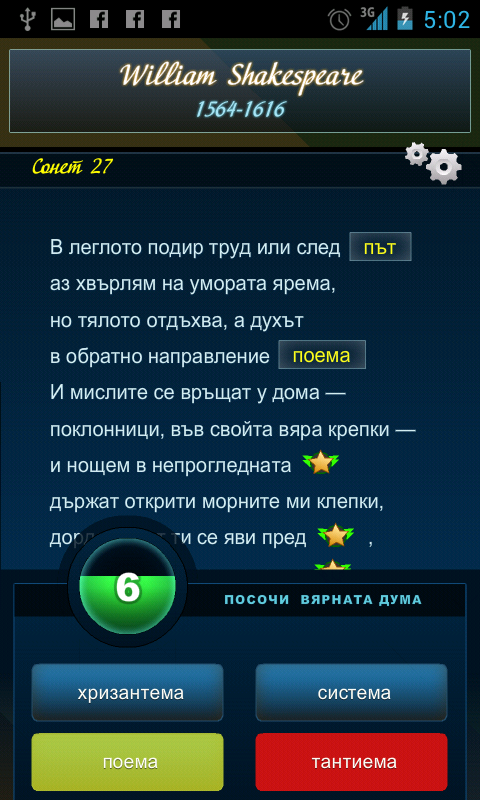 3G 5:02
William Shakespeare
1564-1616
Сонет 27
В леглото подир труд или след път
аз хвърлям на умората ярема,
но тялото отдъхва, а духът
в обратно направление поема
И мислите се връщат у дома —
поклонници, във свойта вяра крепки —
и нощем в непрогледната
държат открити морните ми клепки,
ти се яви пред ,
6
ПОСОЧИ ВЯРНАТА ДУМА
хризантема система
поема тантиема